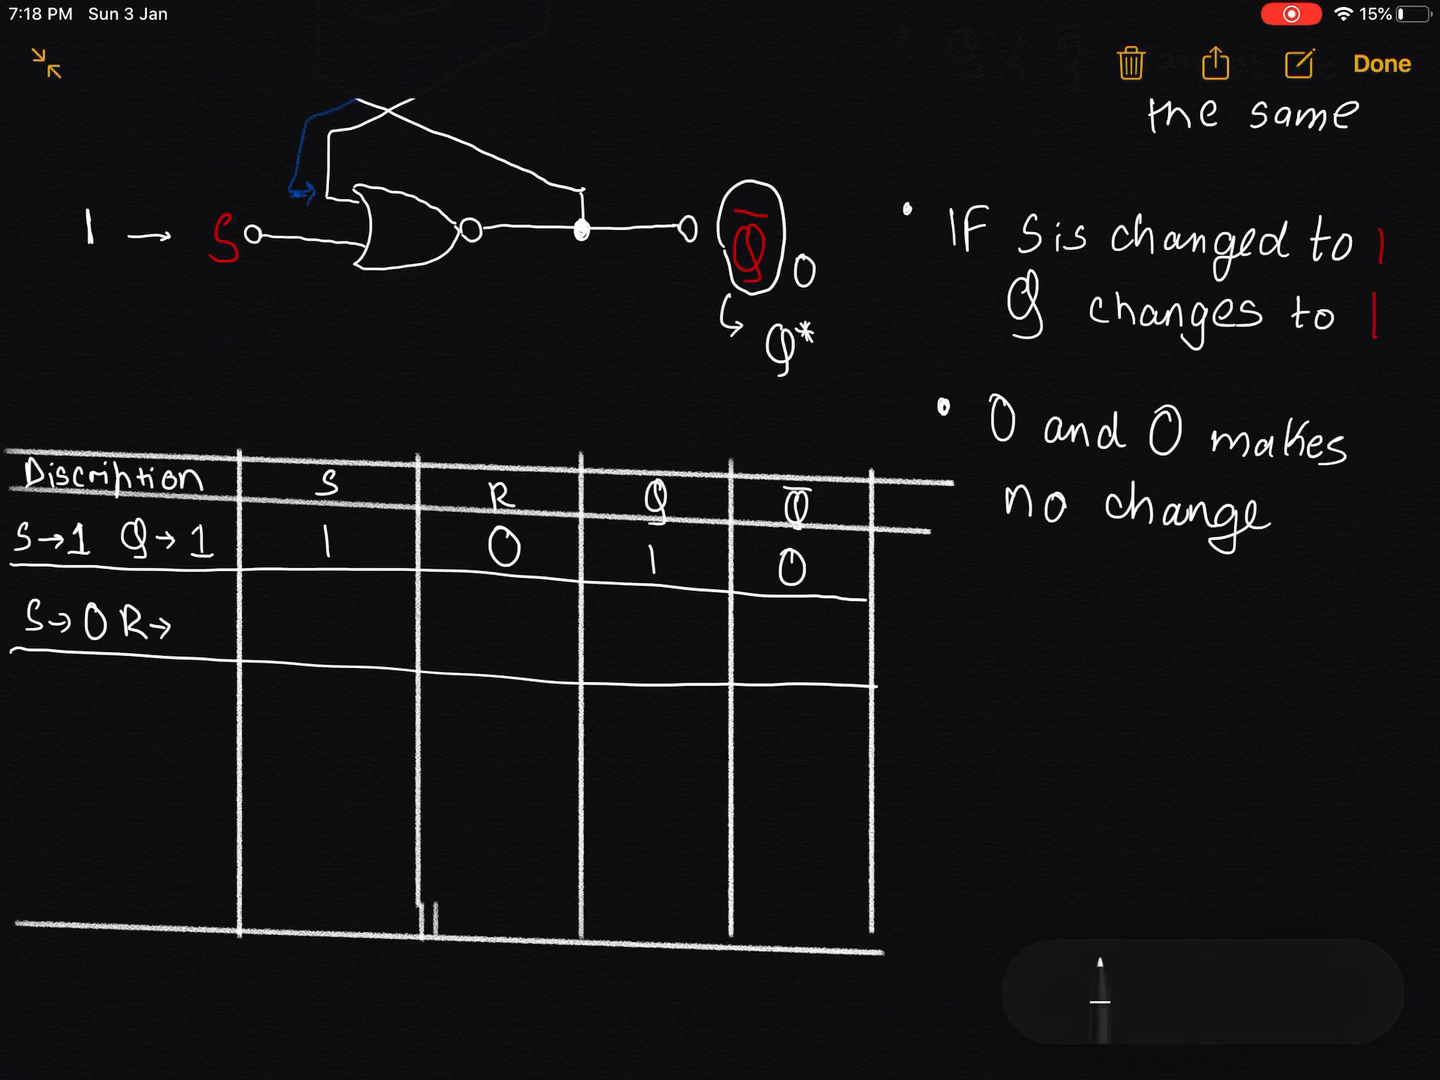 7:18 PM Sun 3 Jan
15%
Done
the same
1 → S
Q̅ 0
Q*
• IF S is changed to 1
Q changes to 1
• 0 and 0 makes
no change
Discription S R Q Q̅
S→1 Q→1 1 0 1 0
S→0 R→